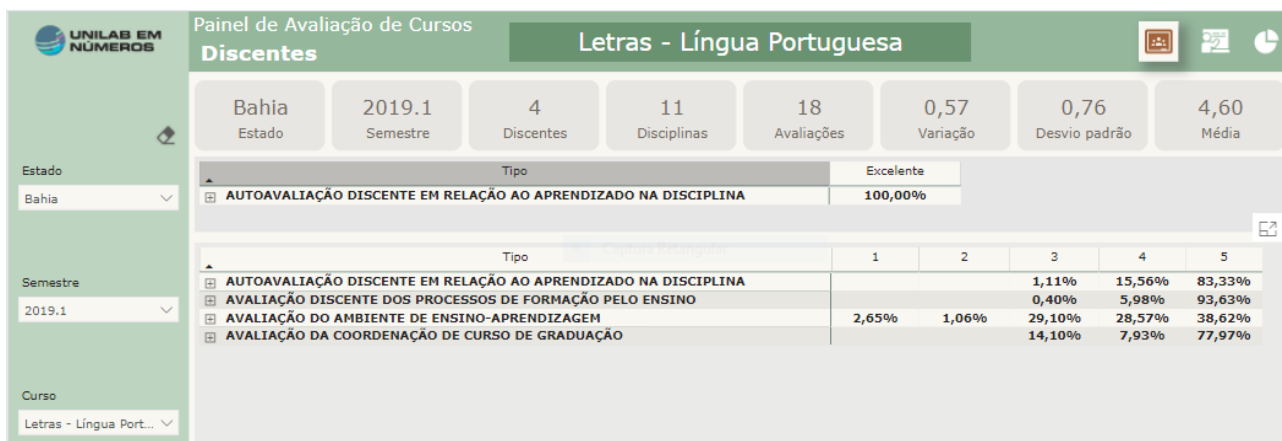 UNILAB EM
NÚMEROS
Painel de Avaliação de Cursos
Discentes
Letras - Língua Portuguesa
Bahia
Estado
2019.1
Semestre
4
Discentes
11
Disciplinas
18
Avaliações
0,57
Variação
0,76
Desvio padrão
4,60
Média
Estado
Bahia
Semestre
2019.1
Curso
Letras - Língua Port...
Tipo Excelente
AUTOAVALIAÇÃO DISCENTE EM RELAÇÃO AO APRENDIZADO NA DISCIPLINA 100,00%
Captura Retangular
Tipo 1 2 3 4 5
AUTOAVALIAÇÃO DISCENTE EM RELAÇÃO AO APRENDIZADO NA DISCIPLINA 1,11% 15,56% 83,33%
AVALIAÇÃO DISCENTE DOS PROCESSOS DE FORMAÇÃO PELO ENSINO 0,40% 5,98% 93,63%
AVALIAÇÃO DO AMBIENTE DE ENSINO-APRENDIZAGEM 2,65% 1,06% 29,10% 28,57% 38,62%
AVALIAÇÃO DA COORDENAÇÃO DE CURSO DE GRADUAÇÃO 14,10% 7,93% 77,97%